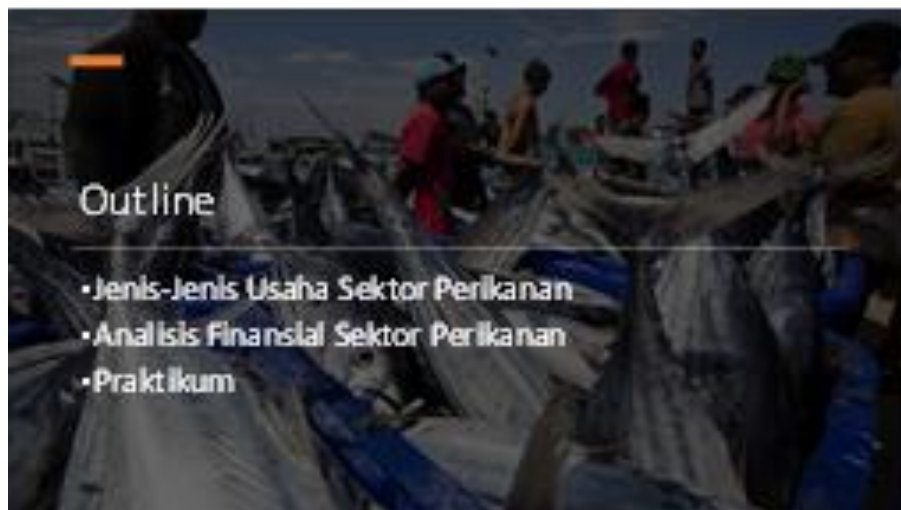 Outline
▪Jenis-Jenis Usaha Sektor Perikanan
▪Analisis Finansial Sektor Perikanan
▪Praktikum